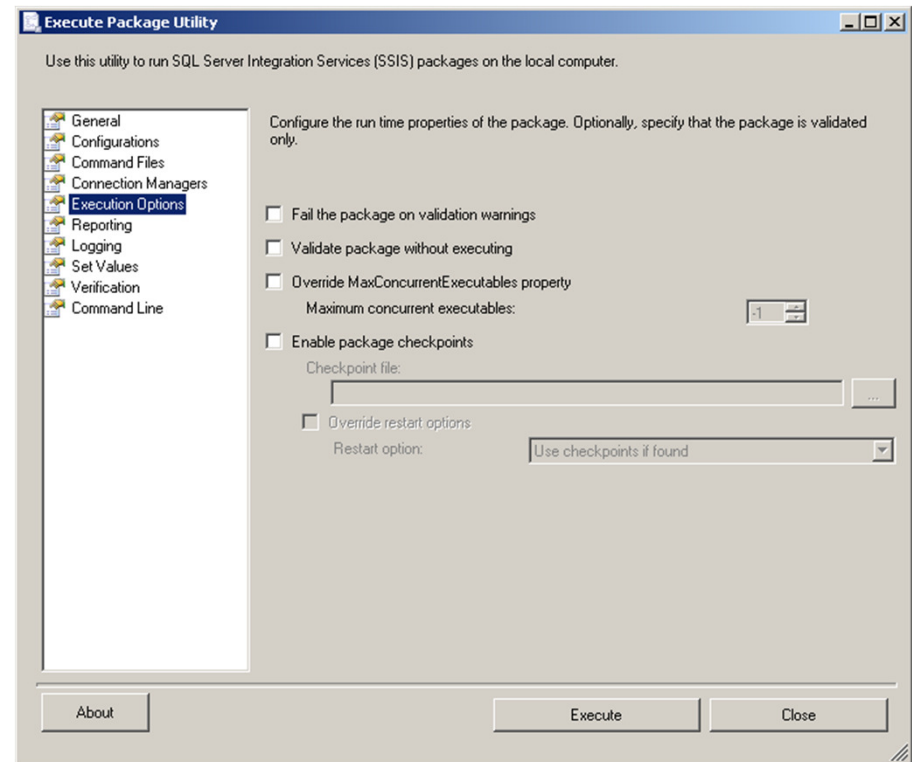 Execute Package Utility
Use this utility to run SQL Server Integration Services (SSIS) packages on the local computer.
General
Configurations
Command Files
Connection Managers
Execution Options
Reporting
Logging
Set Values
Verification
Command Line
Configure the run time properties of the package. Optionally, specify that the package is validated
only.
Fail the package on validation warnings
Validate package without executing
Override MaxConcurrentExecutables property
Maximum concurrent executables:
-1
Enable package checkpoints
Checkpoint file:
...
Override restart options
Restart option:
Use checkpoints if found
About
Execute
Close